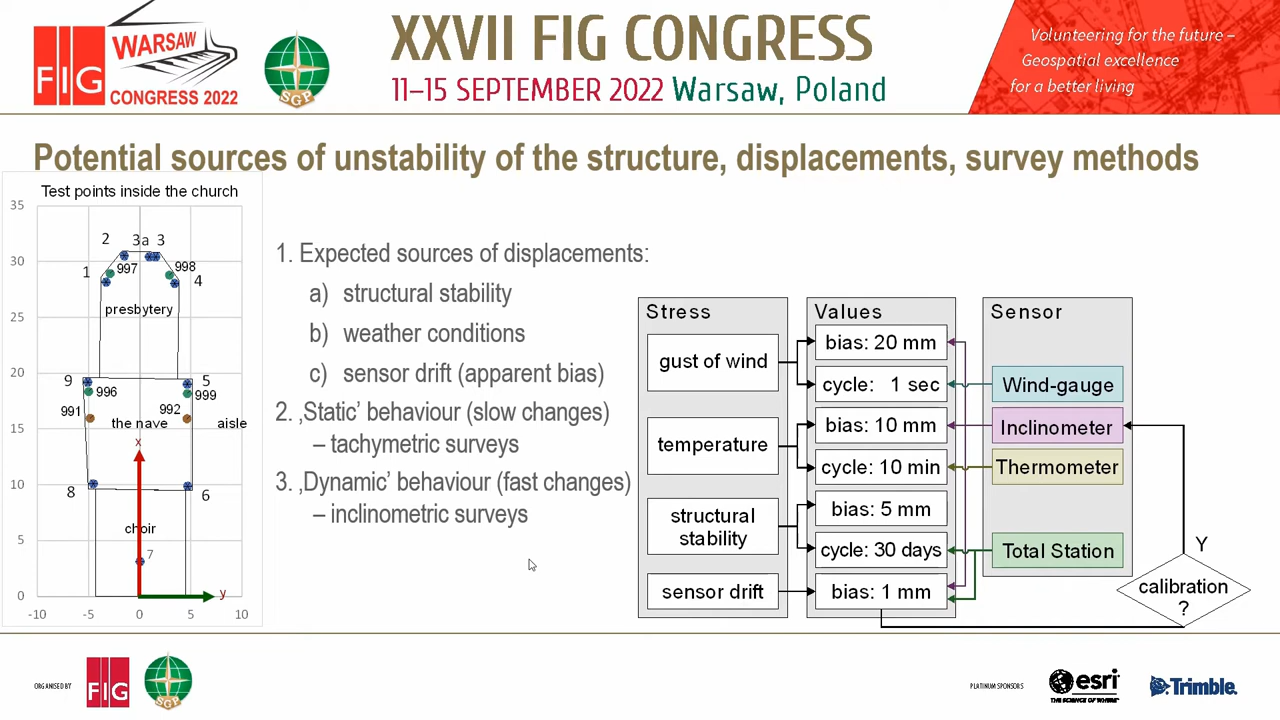 FIG
WARSAW
CONGRESS 2022
SGP
XXVII FIG CONGRESS
11–15 SEPTEMBER 2022 Warsaw, Poland
Volunteering for the future –
Geospatial excellence
for a better living
Potential sources of unstability of the structure, displacements, survey methods
Test points inside the church
35
30
25
20
15
10
5
0
-10
-5
0
5
10
2
3a
3
1
997
998
4
presbytery
9
5
996
999
991
992
the nave
aisle
x
8
6
choir
7
y
1. Expected sources of displacements:
a) structural stability
b) weather conditions
c) sensor drift (apparent bias)
2. ‚Static’ behaviour (slow changes)
– tachymetric surveys
3. ‚Dynamic’ behaviour (fast changes)
– inclinometric surveys
Stress
gust of wind
temperature
structural
stability
sensor drift
Values
bias: 20 mm
cycle: 1 sec
bias: 10 mm
cycle: 10 min
bias: 5 mm
cycle: 30 days
bias: 1 mm
Sensor
Wind-gauge
Inclinometer
Thermometer
Total Station
Y
calibration
?
ORGANISED BY
FIG
SGP
PLATINUM SPONSORS
esri
THE SCIENCE OF WHERE
Trimble.